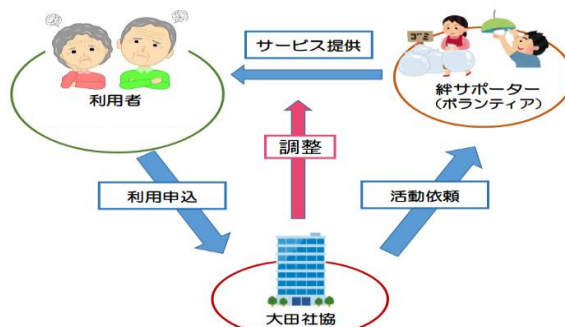 サービス提供
ゴミ
利用者
絆サポーター
(ボランティア)
調整
利用申込
活動依頼
大田社協